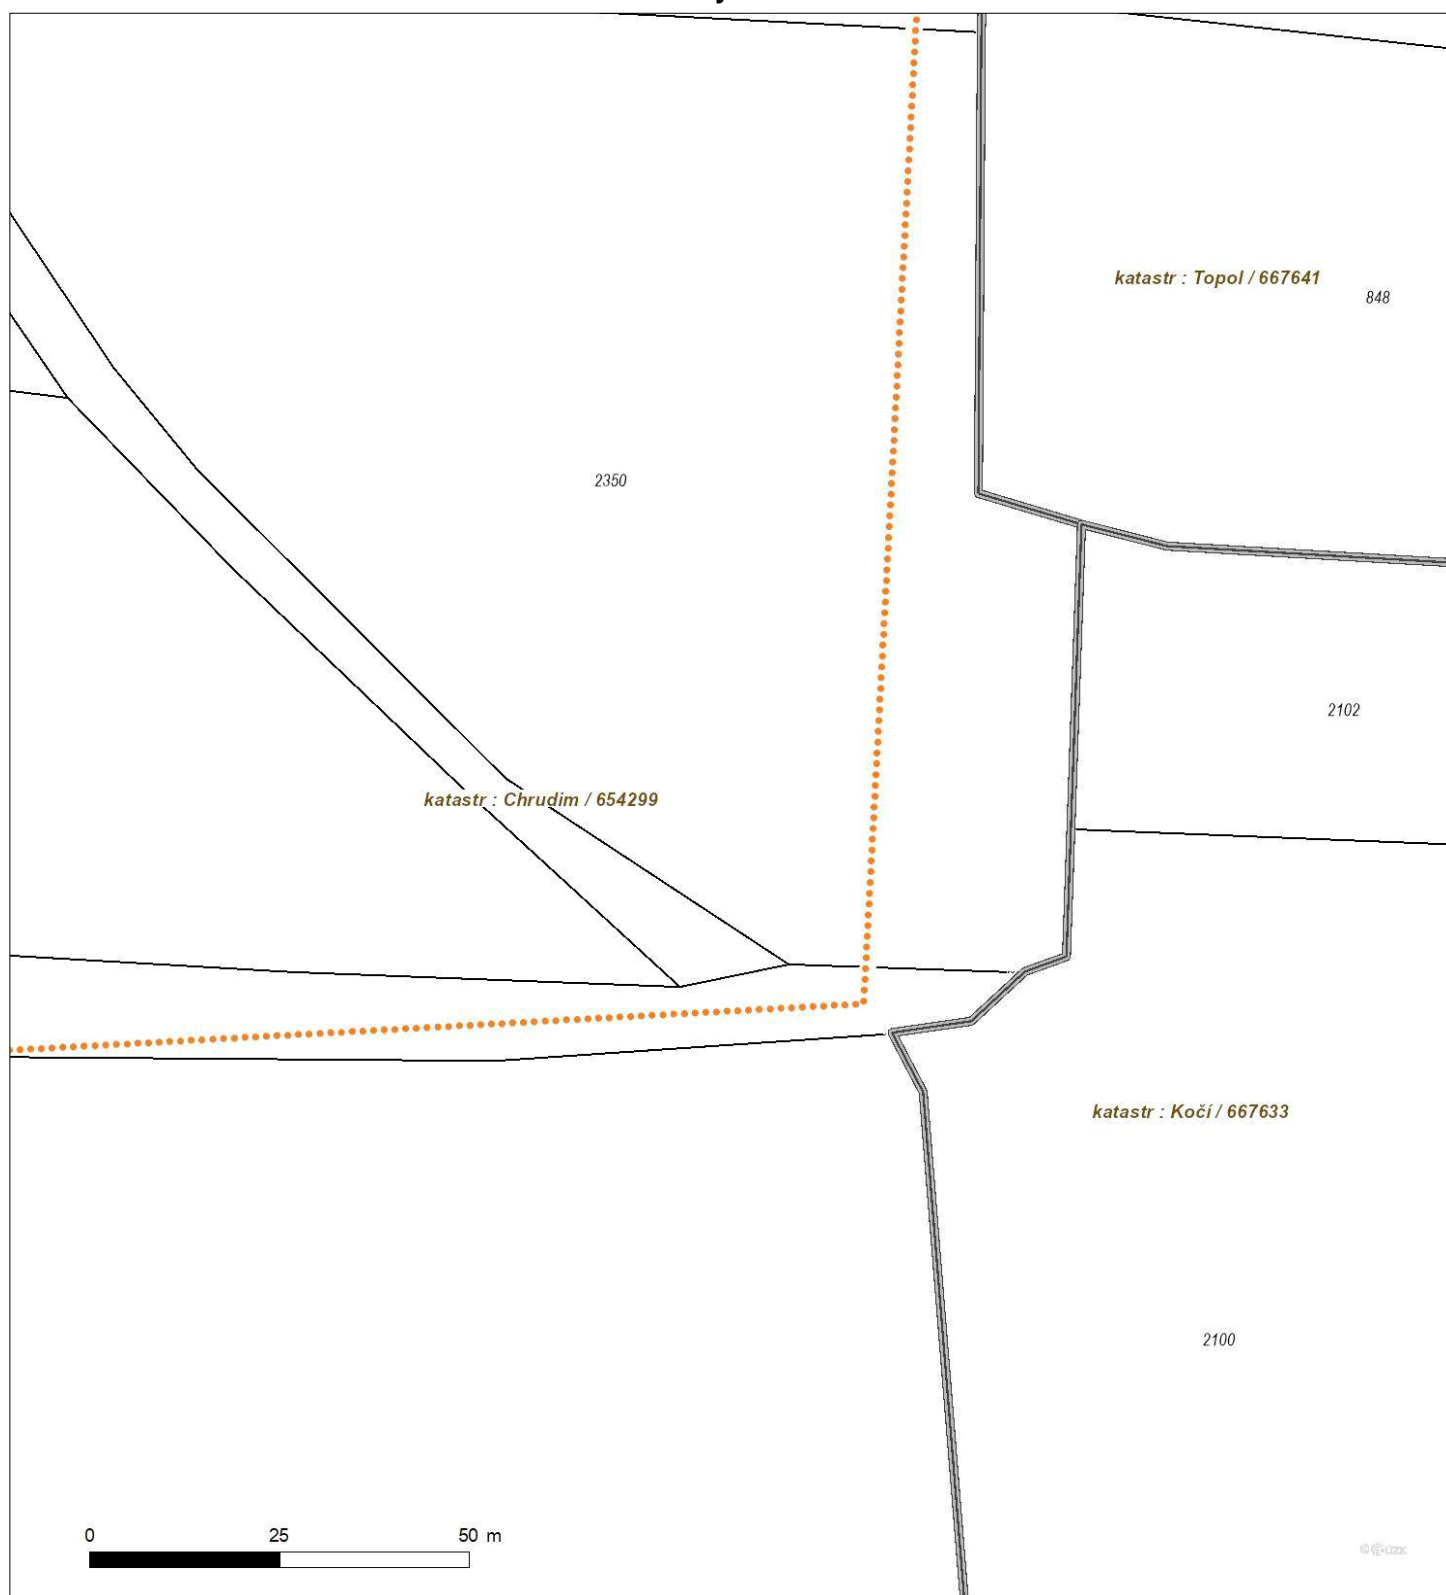 katastr : Topol / 667641
848
2350
2102
katastr : Chrudim / 654299
katastr : Kočí / 667633
2100
0 25 50 m